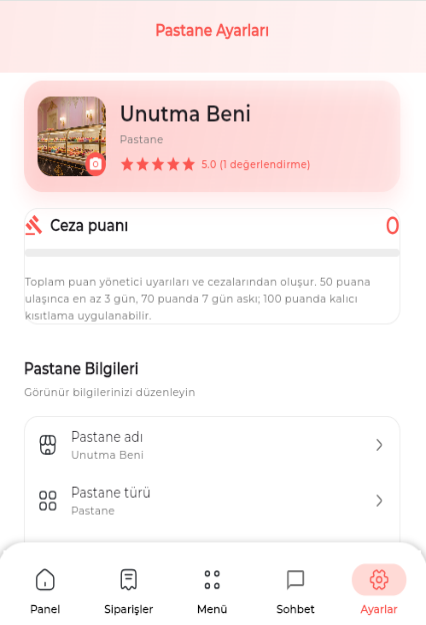 Pastane Ayarları
Unutma Beni
Pastane
5.0 (1 değerlendirme)
Ceza puanı
0
Toplam puan yönetici uyarıları ve cezalarından oluşur. 50 puana
ulaşınca en az 3 gün, 70 puanda 7 gün askı; 100 puanda kalıcı
kısıtlama uygulanabilir.
Pastane Bilgileri
Görünür bilgilerinizi düzenleyin
Pastane adı
Unutma Beni
Pastane türü
Pastane
Panel
Siparişler
Menü
Sohbet
Ayarlar